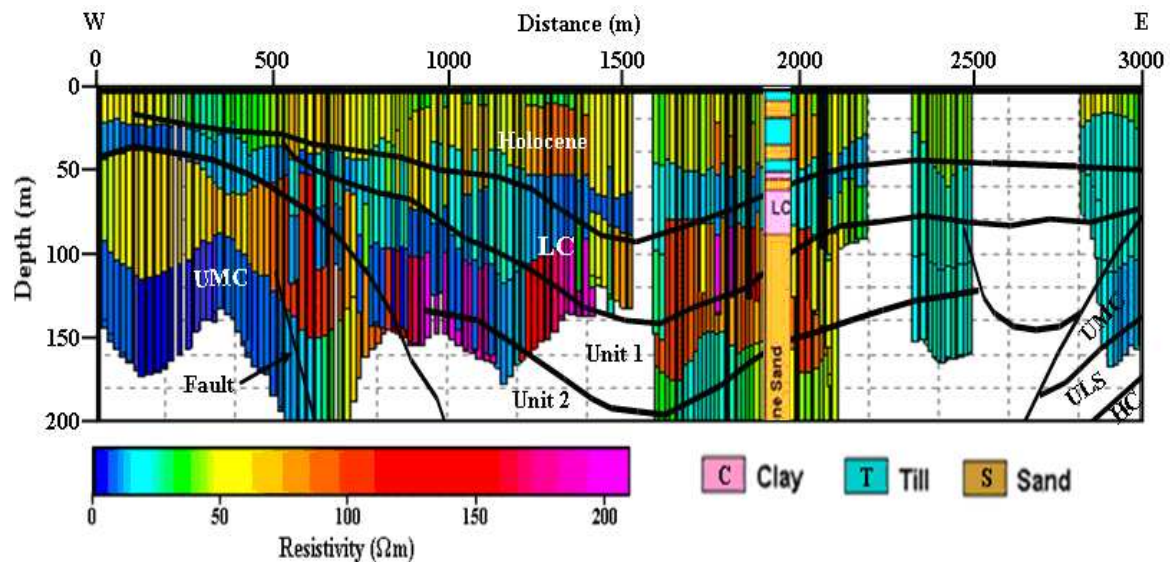 W
Distance (m)
E
0 500 1000 1500 2000 2500 3000
Depth (m)
0
50
100
150
200
Holocene
LC
LC
UMC
Unit 1
UMC
Fault
Unit 2
ULS
HC
ne Sand
C Clay
T Till
S Sand
0 50 100 150 200
Resistivity (Ωm)